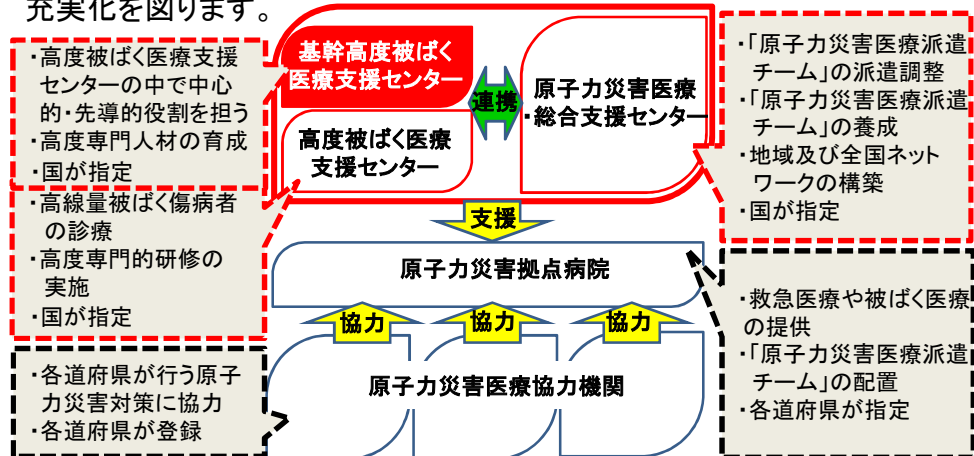 充実化を図ります。
・高度被ばく医療支援
センターの中で中心
的・先導的役割を担う
・高度専門人材の育成
・国が指定
・高線量被ばく傷病者
の診療
・高度専門的研修の
実施
・国が指定
基幹高度被ばく
医療支援センター
高度被ばく医療
支援センター
連携
原子力災害医療
・総合支援センター
・「原子力災害医療派遣
チーム」の派遣調整
・「原子力災害医療派遣
チーム」の養成
・地域及び全国ネット
ワークの構築
・国が指定
支援
原子力災害拠点病院
・救急医療や被ばく医療
の提供
・「原子力災害医療派遣
チーム」の配置
・各道府県が指定
協力
協力
協力
原子力災害医療協力機関
・各道府県が行う原子
力災害対策に協力
・各道府県が登録